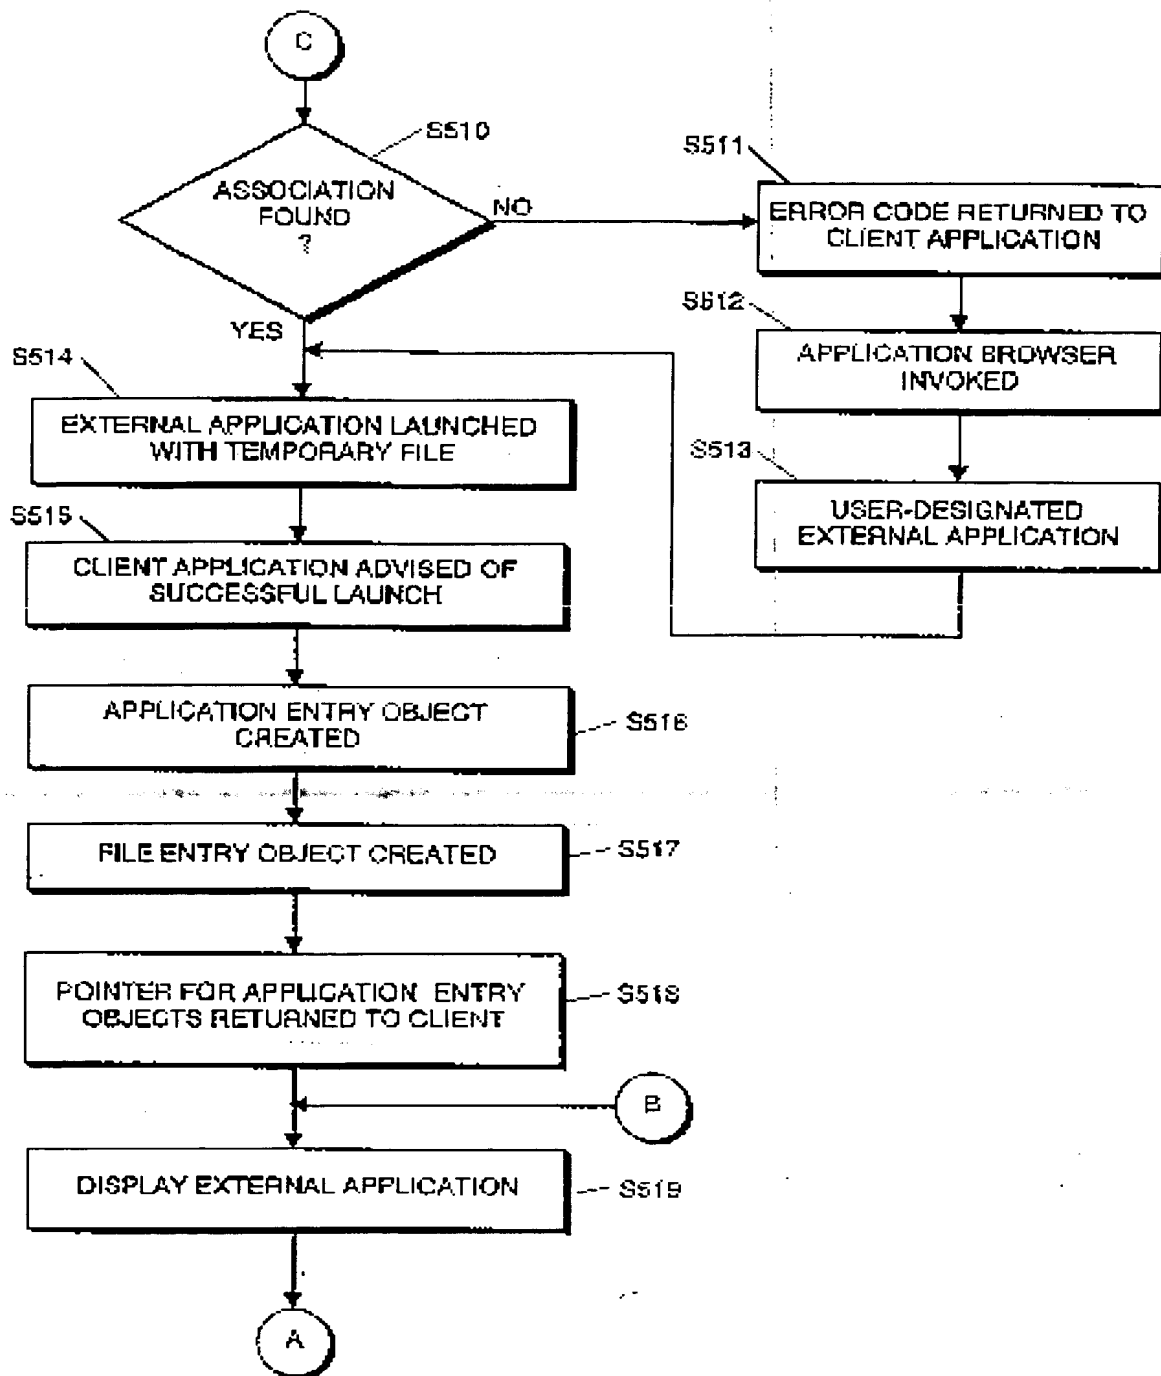 C
S510
ASSOCIATION
FOUND
?
NO
YES
S511
ERROR CODE RETURNED TO
CLIENT APPLICATION
S512
APPLICATION BROWSER
INVOKED
S513
USER-DESIGNATED
EXTERNAL APPLICATION
S514
EXTERNAL APPLICATION LAUNCHED
WITH TEMPORARY FILE
S515
CLIENT APPLICATION ADVISED OF
SUCCESSFUL LAUNCH
APPLICATION ENTRY OBJECT
CREATED
S516
FILE ENTRY OBJECT CREATED
S517
POINTER FOR APPLICATION ENTRY
OBJECTS RETURNED TO CLIENT
S518
B
DISPLAY EXTERNAL APPLICATION
S519
A